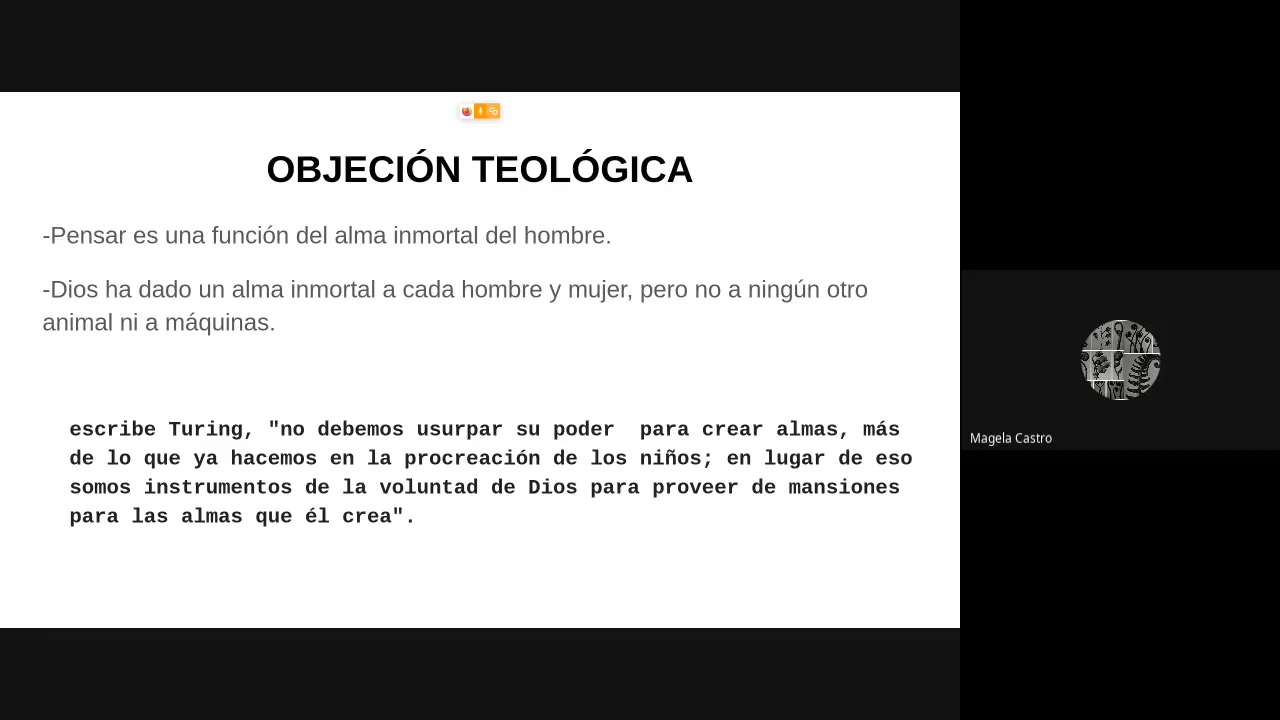 OBJECIÓN TEOLÓGICA
-Pensar es una función del alma inmortal del hombre.
-Dios ha dado un alma inmortal a cada hombre y mujer, pero no a ningún otro
animal ni a máquinas.
escribe Turing, "no debemos usurpar su poder  para crear almas, más
de lo que ya hacemos en la procreación de los niños; en lugar de eso
somos instrumentos de la voluntad de Dios para proveer de mansiones
para las almas que él crea".
Magela Castro